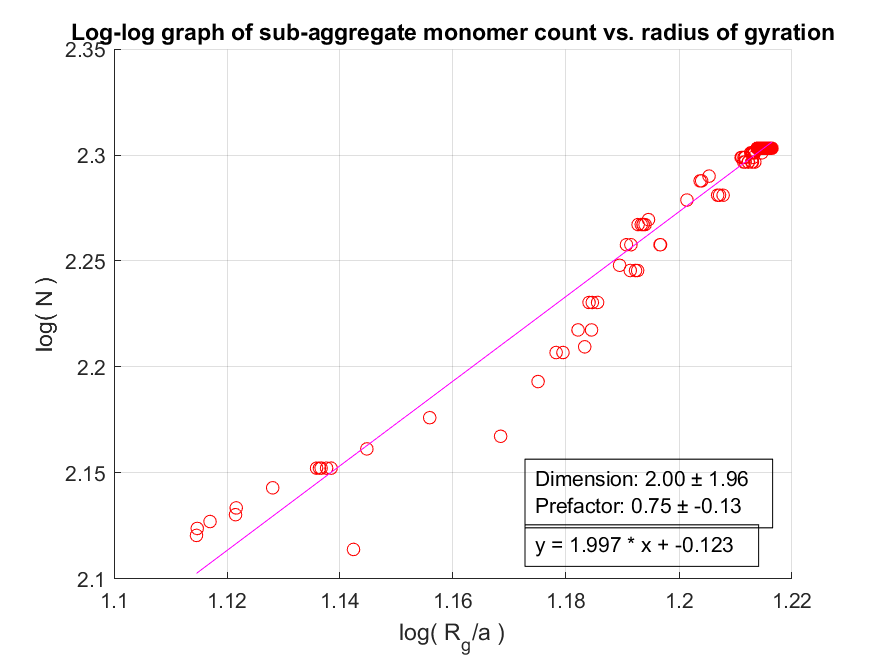 Log-log graph of sub-aggregate monomer count vs. radius of gyration
2.35
2.3
2.25
2.2
2.15
2.1
log( N )
Dimension: 2.00 ± 1.96
Prefactor: 0.75 ± -0.13
y = 1.997 * x + -0.123
1.1 1.12 1.14 1.16 1.18 1.2 1.22
log( R_g/a )